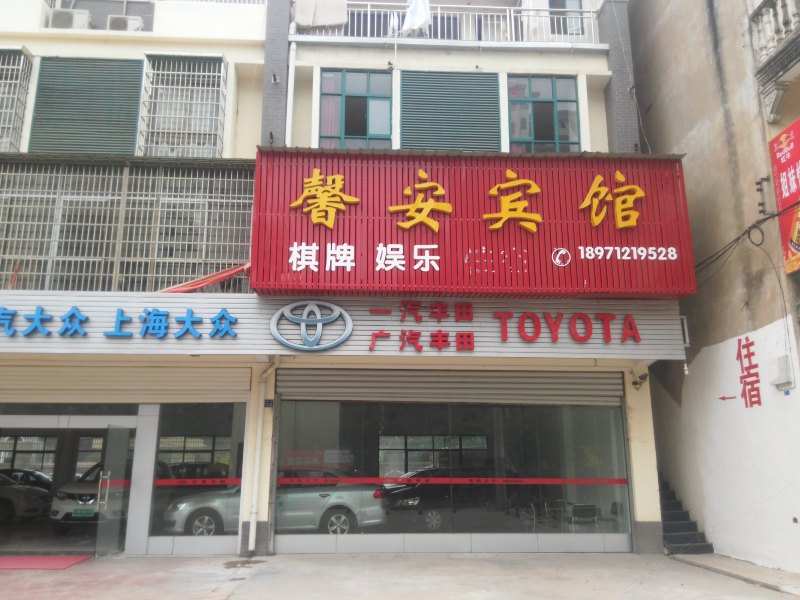 馨安宾馆
棋牌 娱乐
18971219528
汽大众 上海大众
一汽丰田
广汽丰田
TOYOTA
住宿